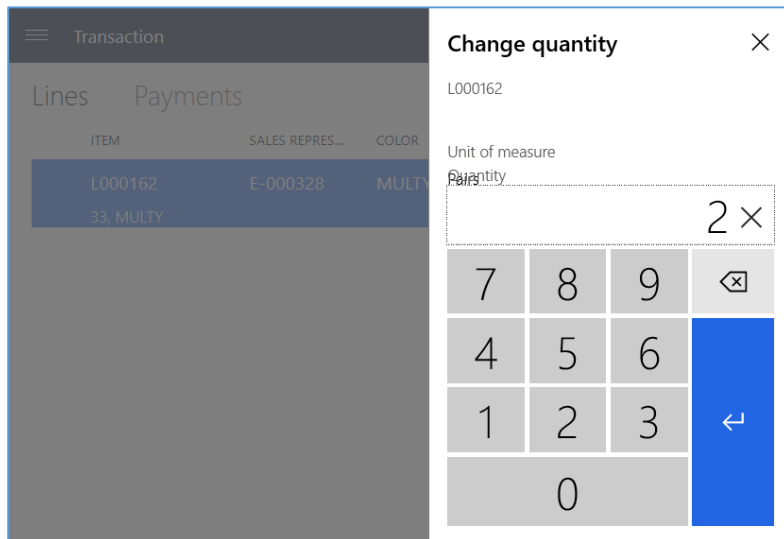 Transaction
Lines Payments
ITEM SALES REPRES... COLOR
L000162 E-000328 MULTY
33, MULTY
Change quantity
L000162
Unit of measure
Quantity
Pairs
2
7 8 9
4 5 6
1 2 3
0